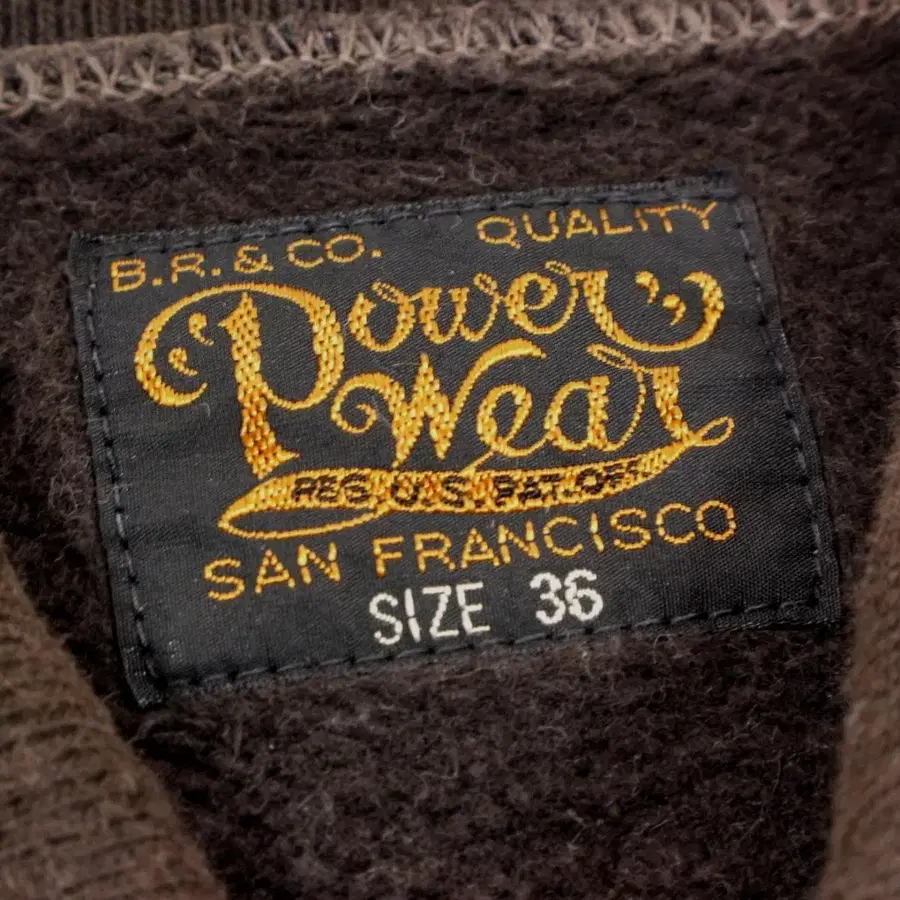 B.R. & CO. QUALITY
Power
Wear
REG. U.S. PAT. OFF.
SAN FRANCISCO
SIZE 36